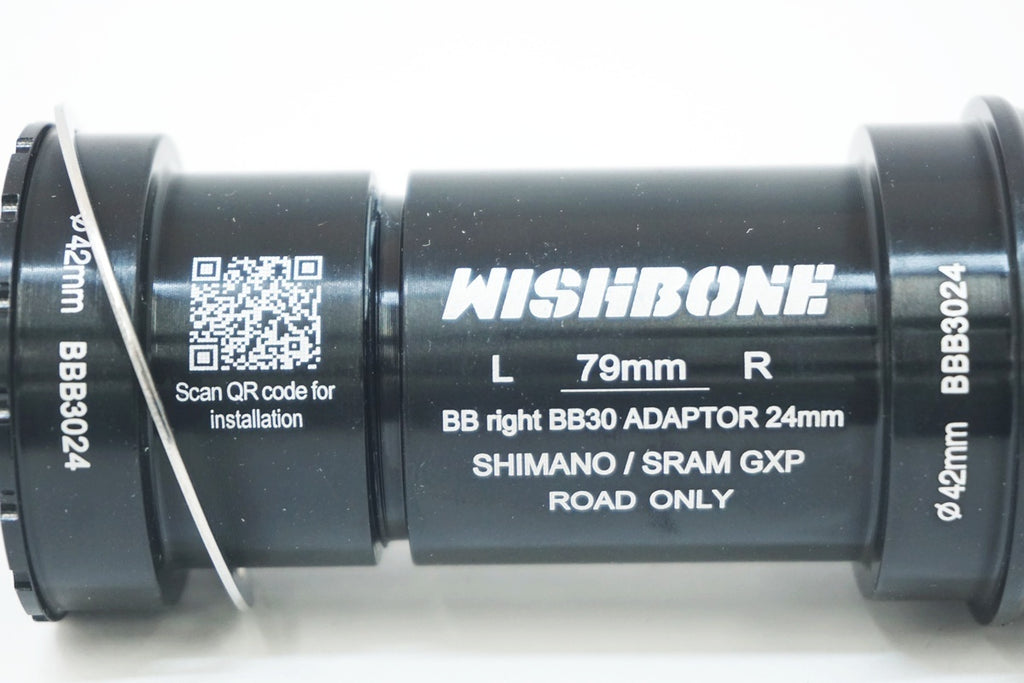 Ø42mm BBB3024
Scan QR code for
installation
WISHBONE
L 79mm R
BB right BB30 ADAPTOR 24mm
SHIMANO / SRAM GXP
ROAD ONLY
Ø42mm BBB3024